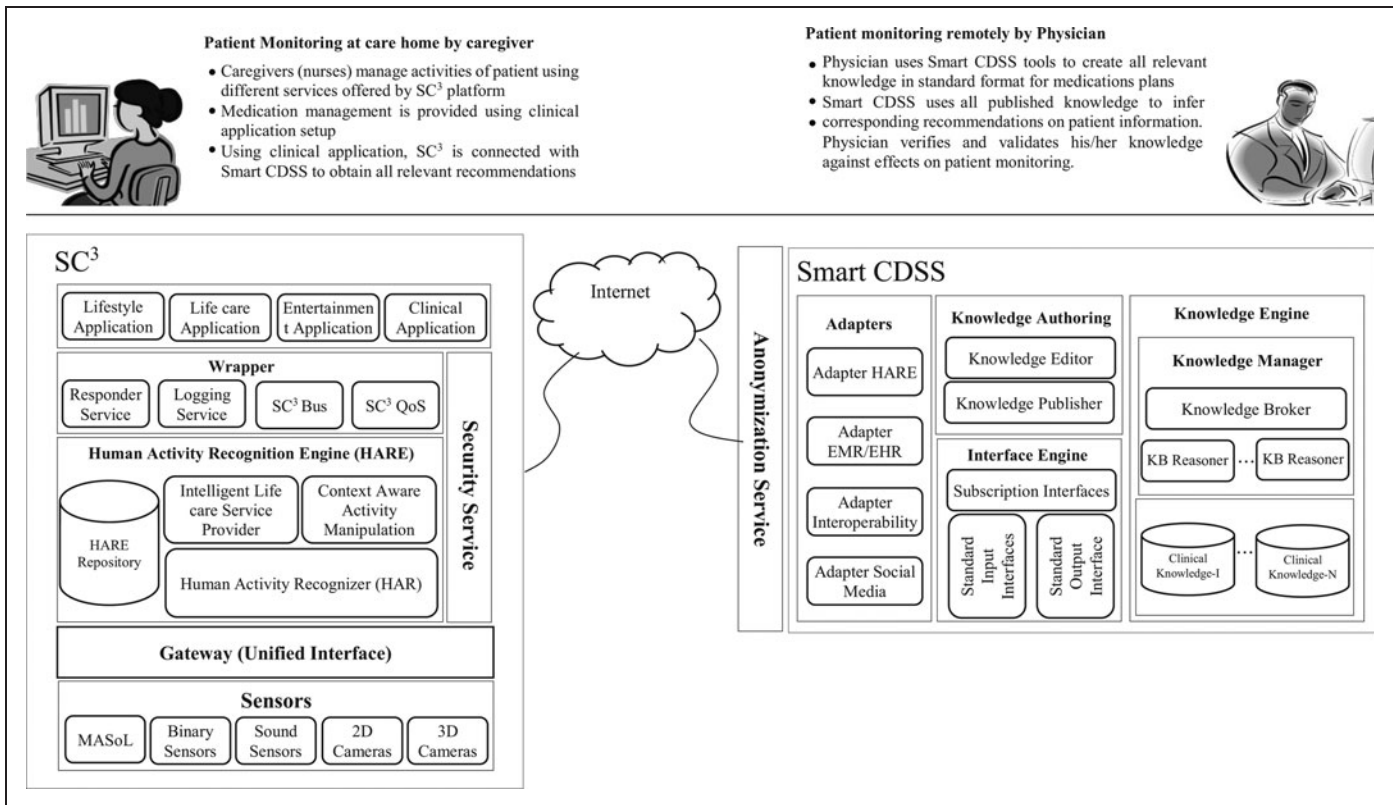 Patient Monitoring at care home by caregiver
• Caregivers (nurses) manage activities of patient using
different services offered by SC³ platform
• Medication management is provided using clinical
application setup
• Using clinical application, SC³ is connected with
Smart CDSS to obtain all relevant recommendations
Patient monitoring remotely by Physician
• Physician uses Smart CDSS tools to create all relevant
knowledge in standard format for medications plans
• Smart CDSS uses all published knowledge to infer
• corresponding recommendations on patient information.
Physician verifies and validates his/her knowledge
against effects on patient monitoring.
SC³
Lifestyle
Application
Life care
Application
Entertainmen
t Application
Clinical
Application
Wrapper
Responder
Service
Logging
Service
SC³ Bus
SC³ QoS
Human Activity Recognition Engine (HARE)
HARE
Repository
Intelligent Life
care Service
Provider
Context Aware
Activity
Manipulation
Human Activity Recognizer (HAR)
Security Service
Gateway (Unified Interface)
Sensors
MASoL
Binary
Sensors
Sound
Sensors
2D
Cameras
3D
Cameras
Internet
Anonymization Service
Smart CDSS
Adapters
Adapter HARE
Adapter
EMR/EHR
Adapter
Interoperability
Adapter Social
Media
Knowledge Authoring
Knowledge Editor
Knowledge Publisher
Interface Engine
Subscription Interfaces
Standard
Input
Interfaces
Standard
Output
Interface
Knowledge Engine
Knowledge Manager
Knowledge Broker
KB Reasoner
...
KB Reasoner
Clinical
Knowledge-I
...
Clinical
Knowledge-N